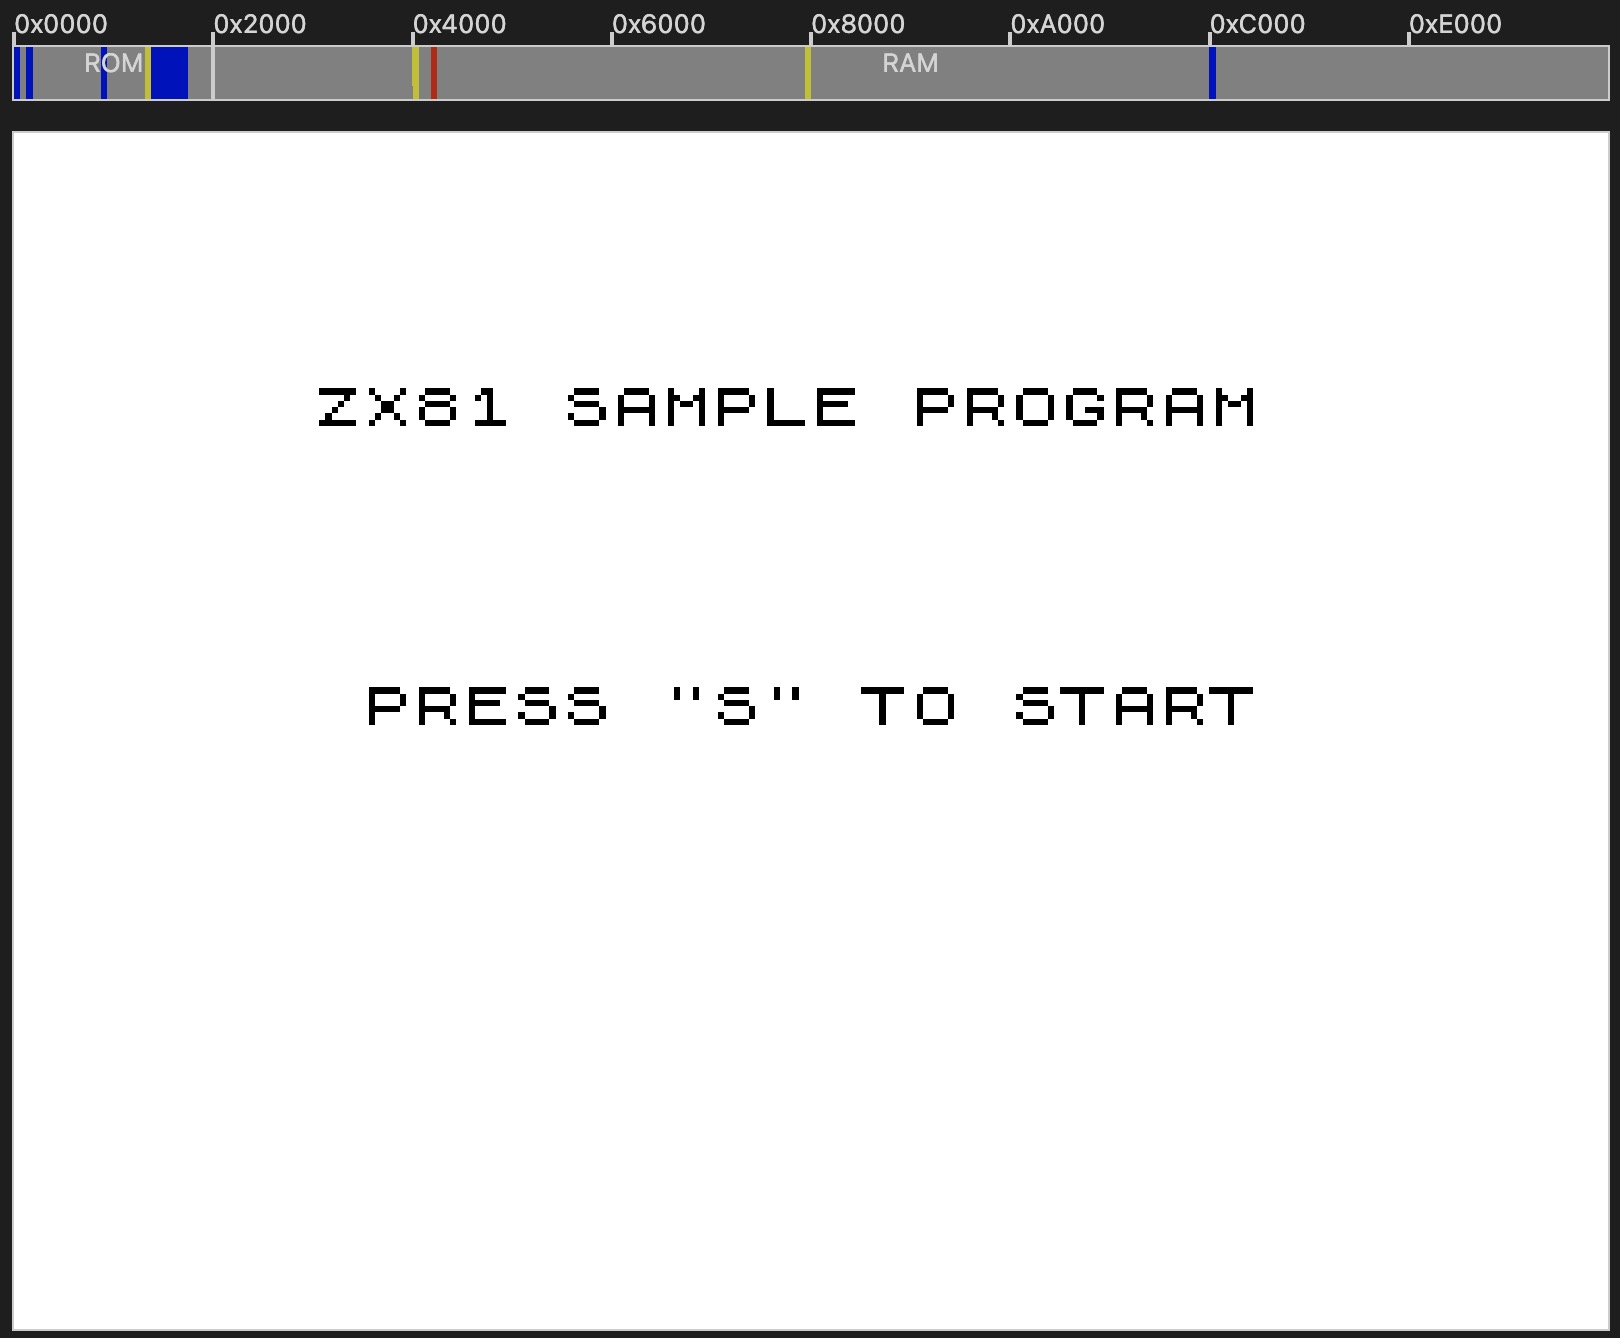 0x0000 0x2000 0x4000 0x6000 0x8000 0xA000 0xC000 0xE000
ROM RAM
ZX81 SAMPLE PROGRAM
PRESS "S" TO START